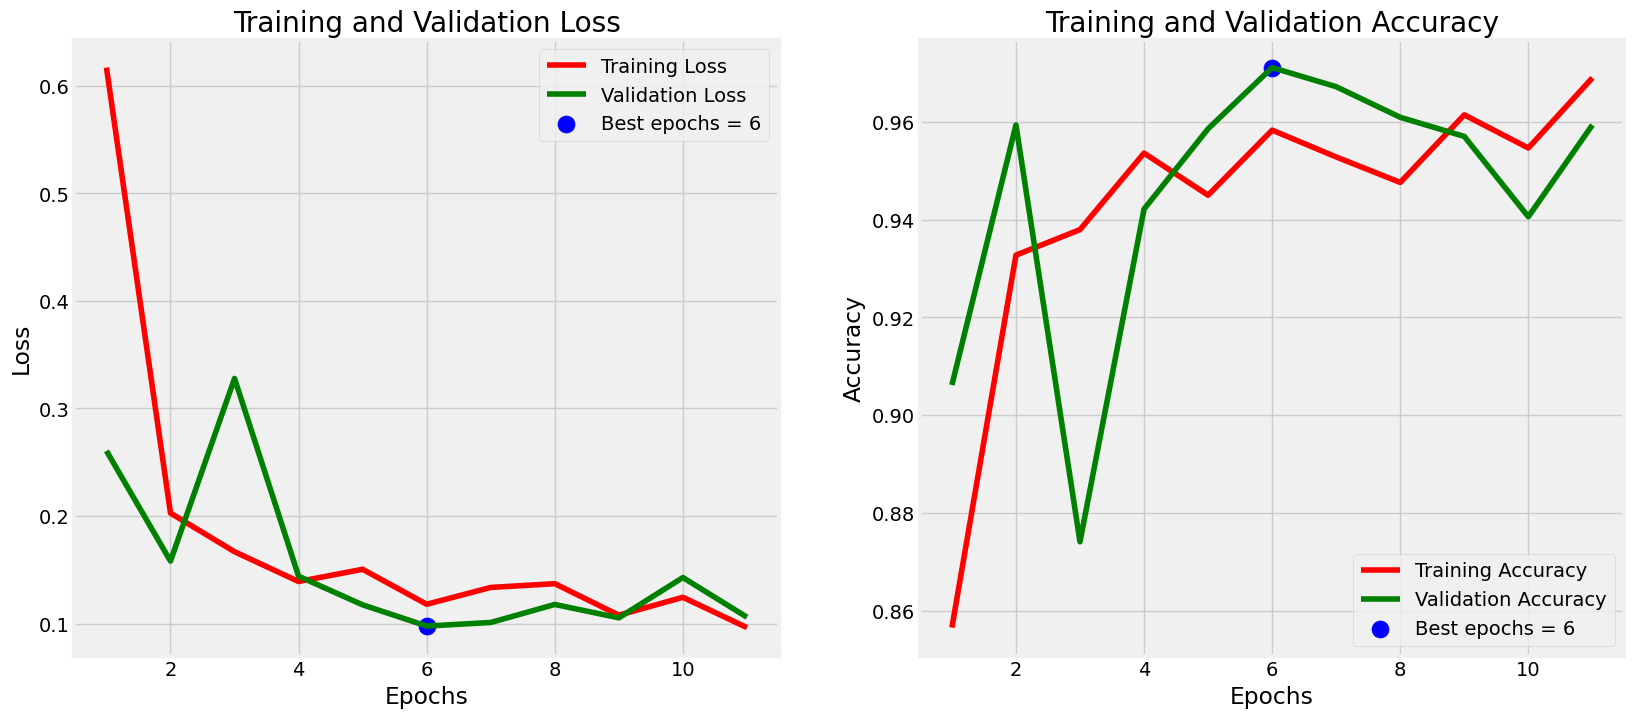 Training and Validation Loss
Training Loss
Validation Loss
Best epochs = 6
0.6
0.5
0.4
0.3
0.2
0.1
Loss
2
4
6
8
10
Epochs
Training and Validation Accuracy
0.96
0.94
0.92
0.90
0.88
0.86
Accuracy
Training Accuracy
Validation Accuracy
Best epochs = 6
2
4
6
8
10
Epochs